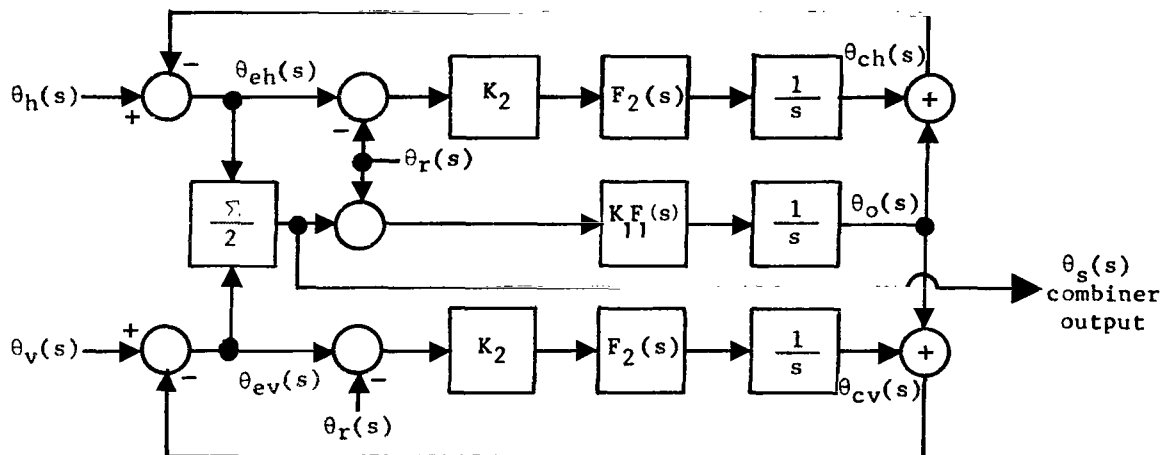 θch(s)
θeh(s)
θh(s)
K2
F2(s)
1/s
+
−
+
−
θr(s)
Σ/2
K1F1(s)
1/s
θo(s)
θs(s)
combiner
output
+
θv(s)
K2
F2(s)
1/s
+
−
−
θev(s)
θcv(s)
θr(s)